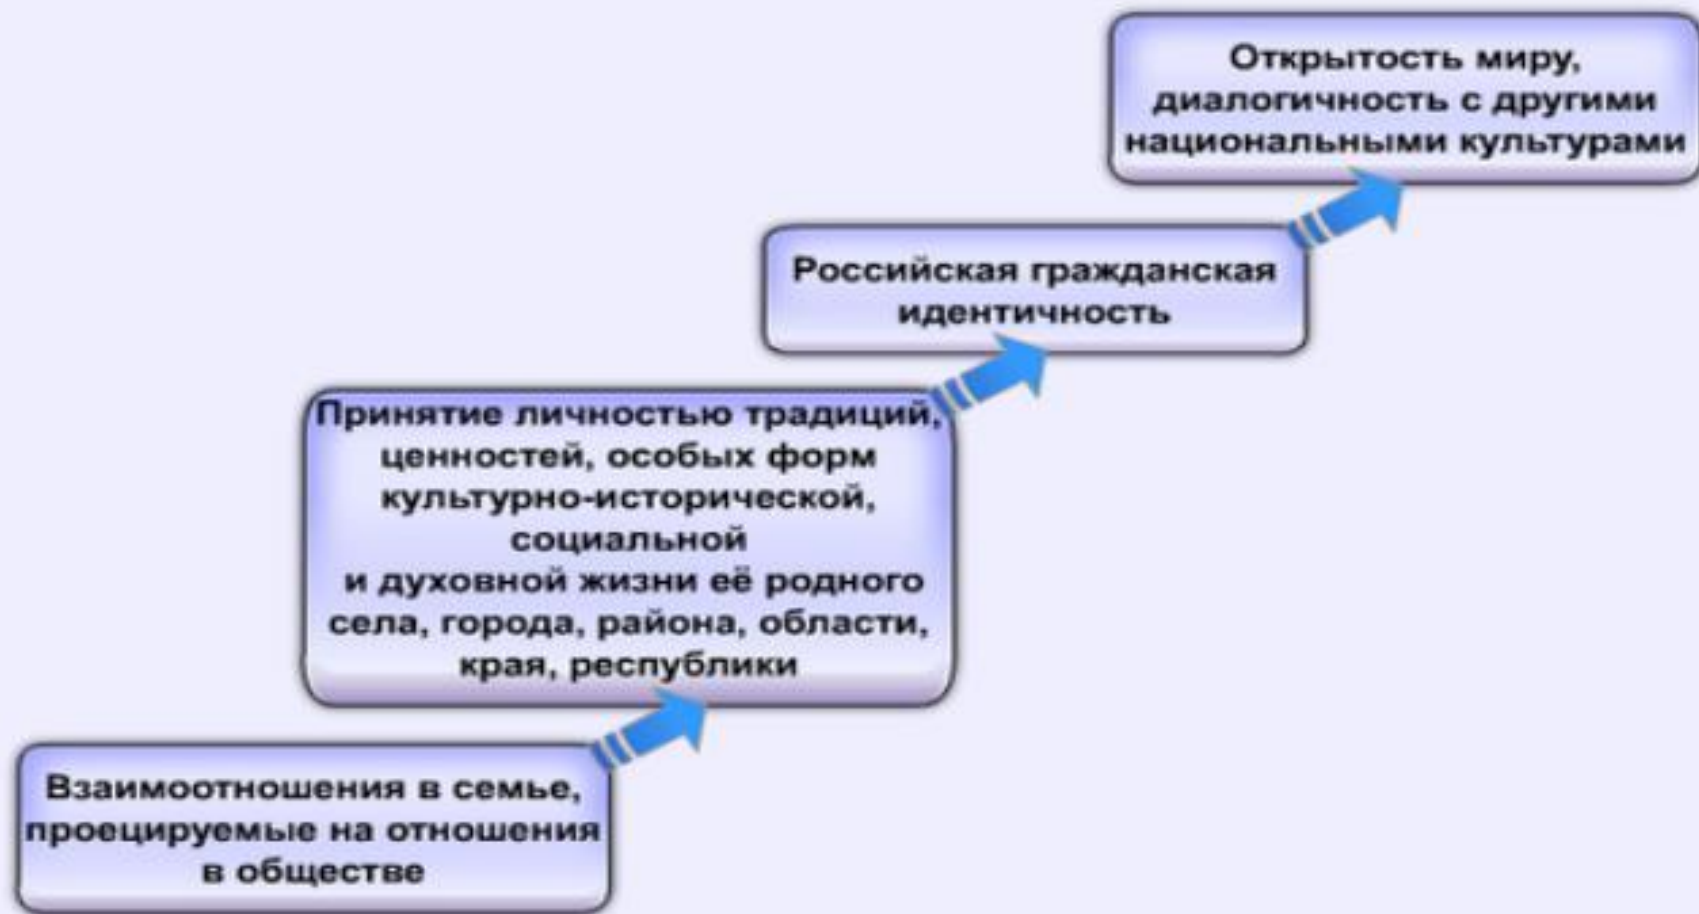 Открытость миру,
диалогичность с другими
национальными культурами
Российская гражданская
идентичность
Принятие личностью традиций,
ценностей, особых форм
культурно-исторической,
социальной
и духовной жизни её родного
села, города, района, области,
края, республики
Взаимоотношения в семье,
проецируемые на отношения
в обществе